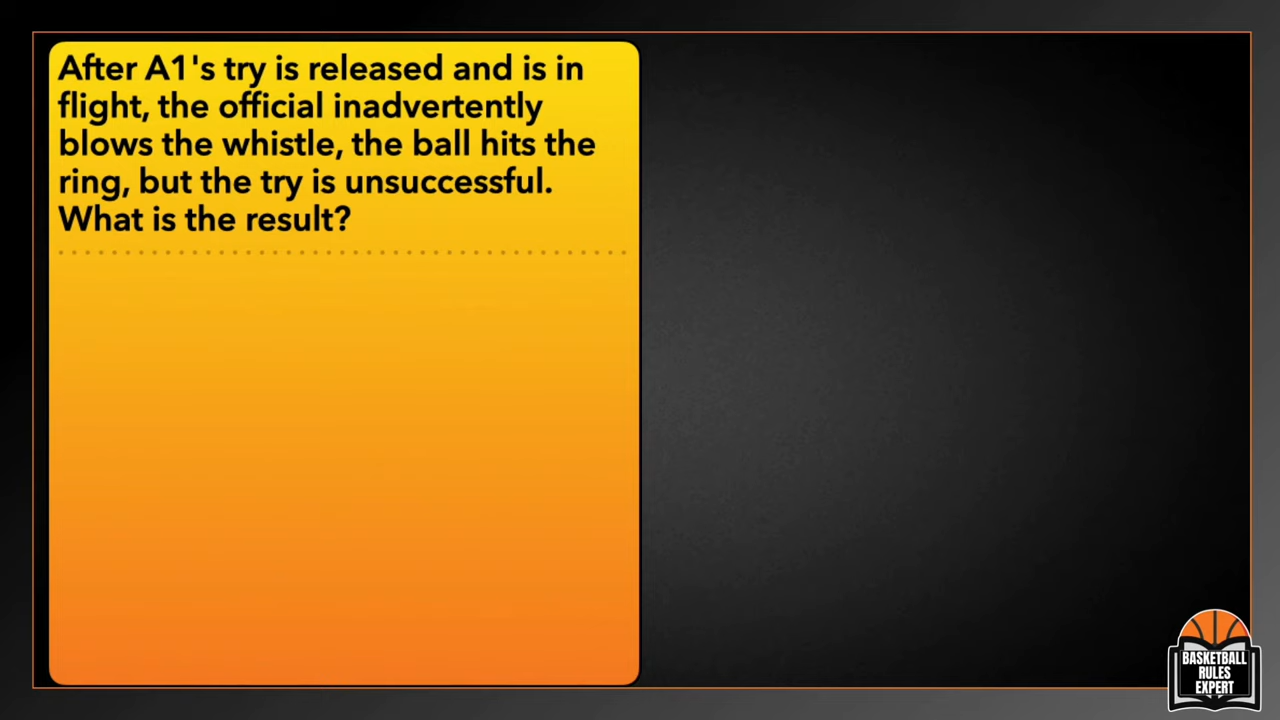 After A1's try is released and is in
flight, the official inadvertently
blows the whistle, the ball hits the
ring, but the try is unsuccessful.
What is the result?
BASKETBALL
RULES
EXPERT